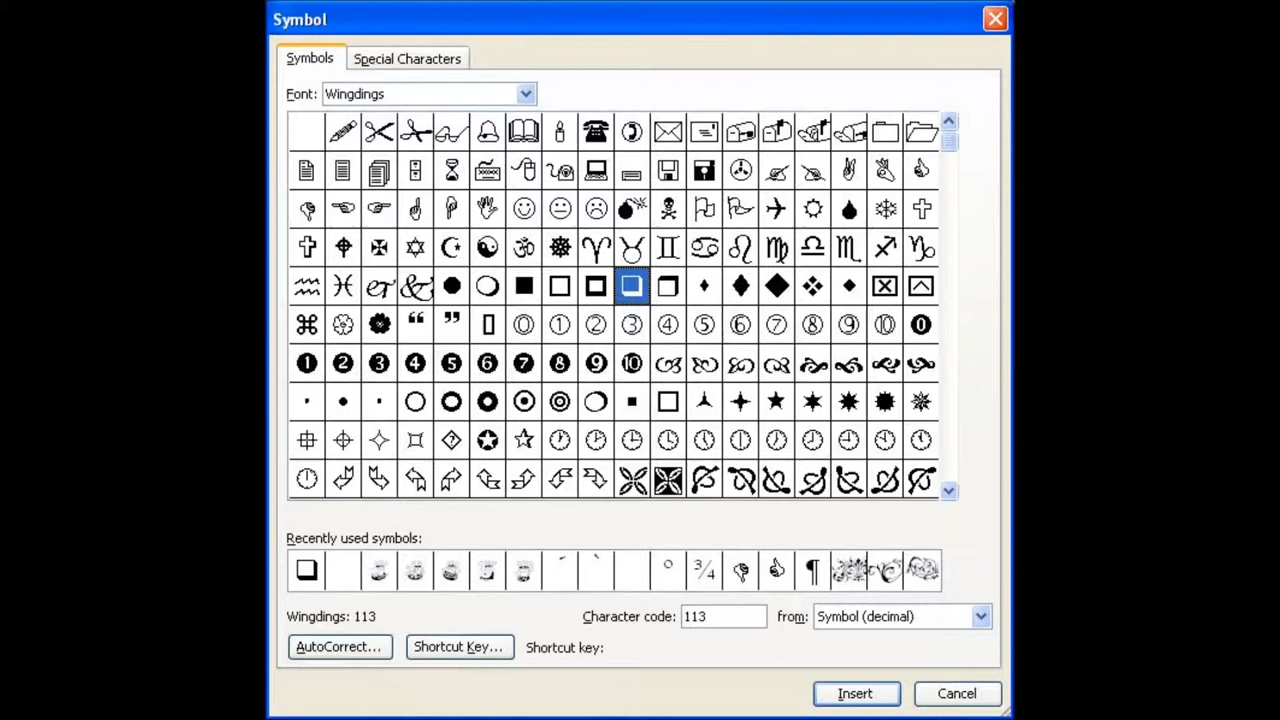 Symbol
Symbols Special Characters
Font: Wingdings
Recently used symbols:
Wingdings: 113 Character code: 113 from: Symbol (decimal)
AutoCorrect... Shortcut Key... Shortcut key:
Insert Cancel